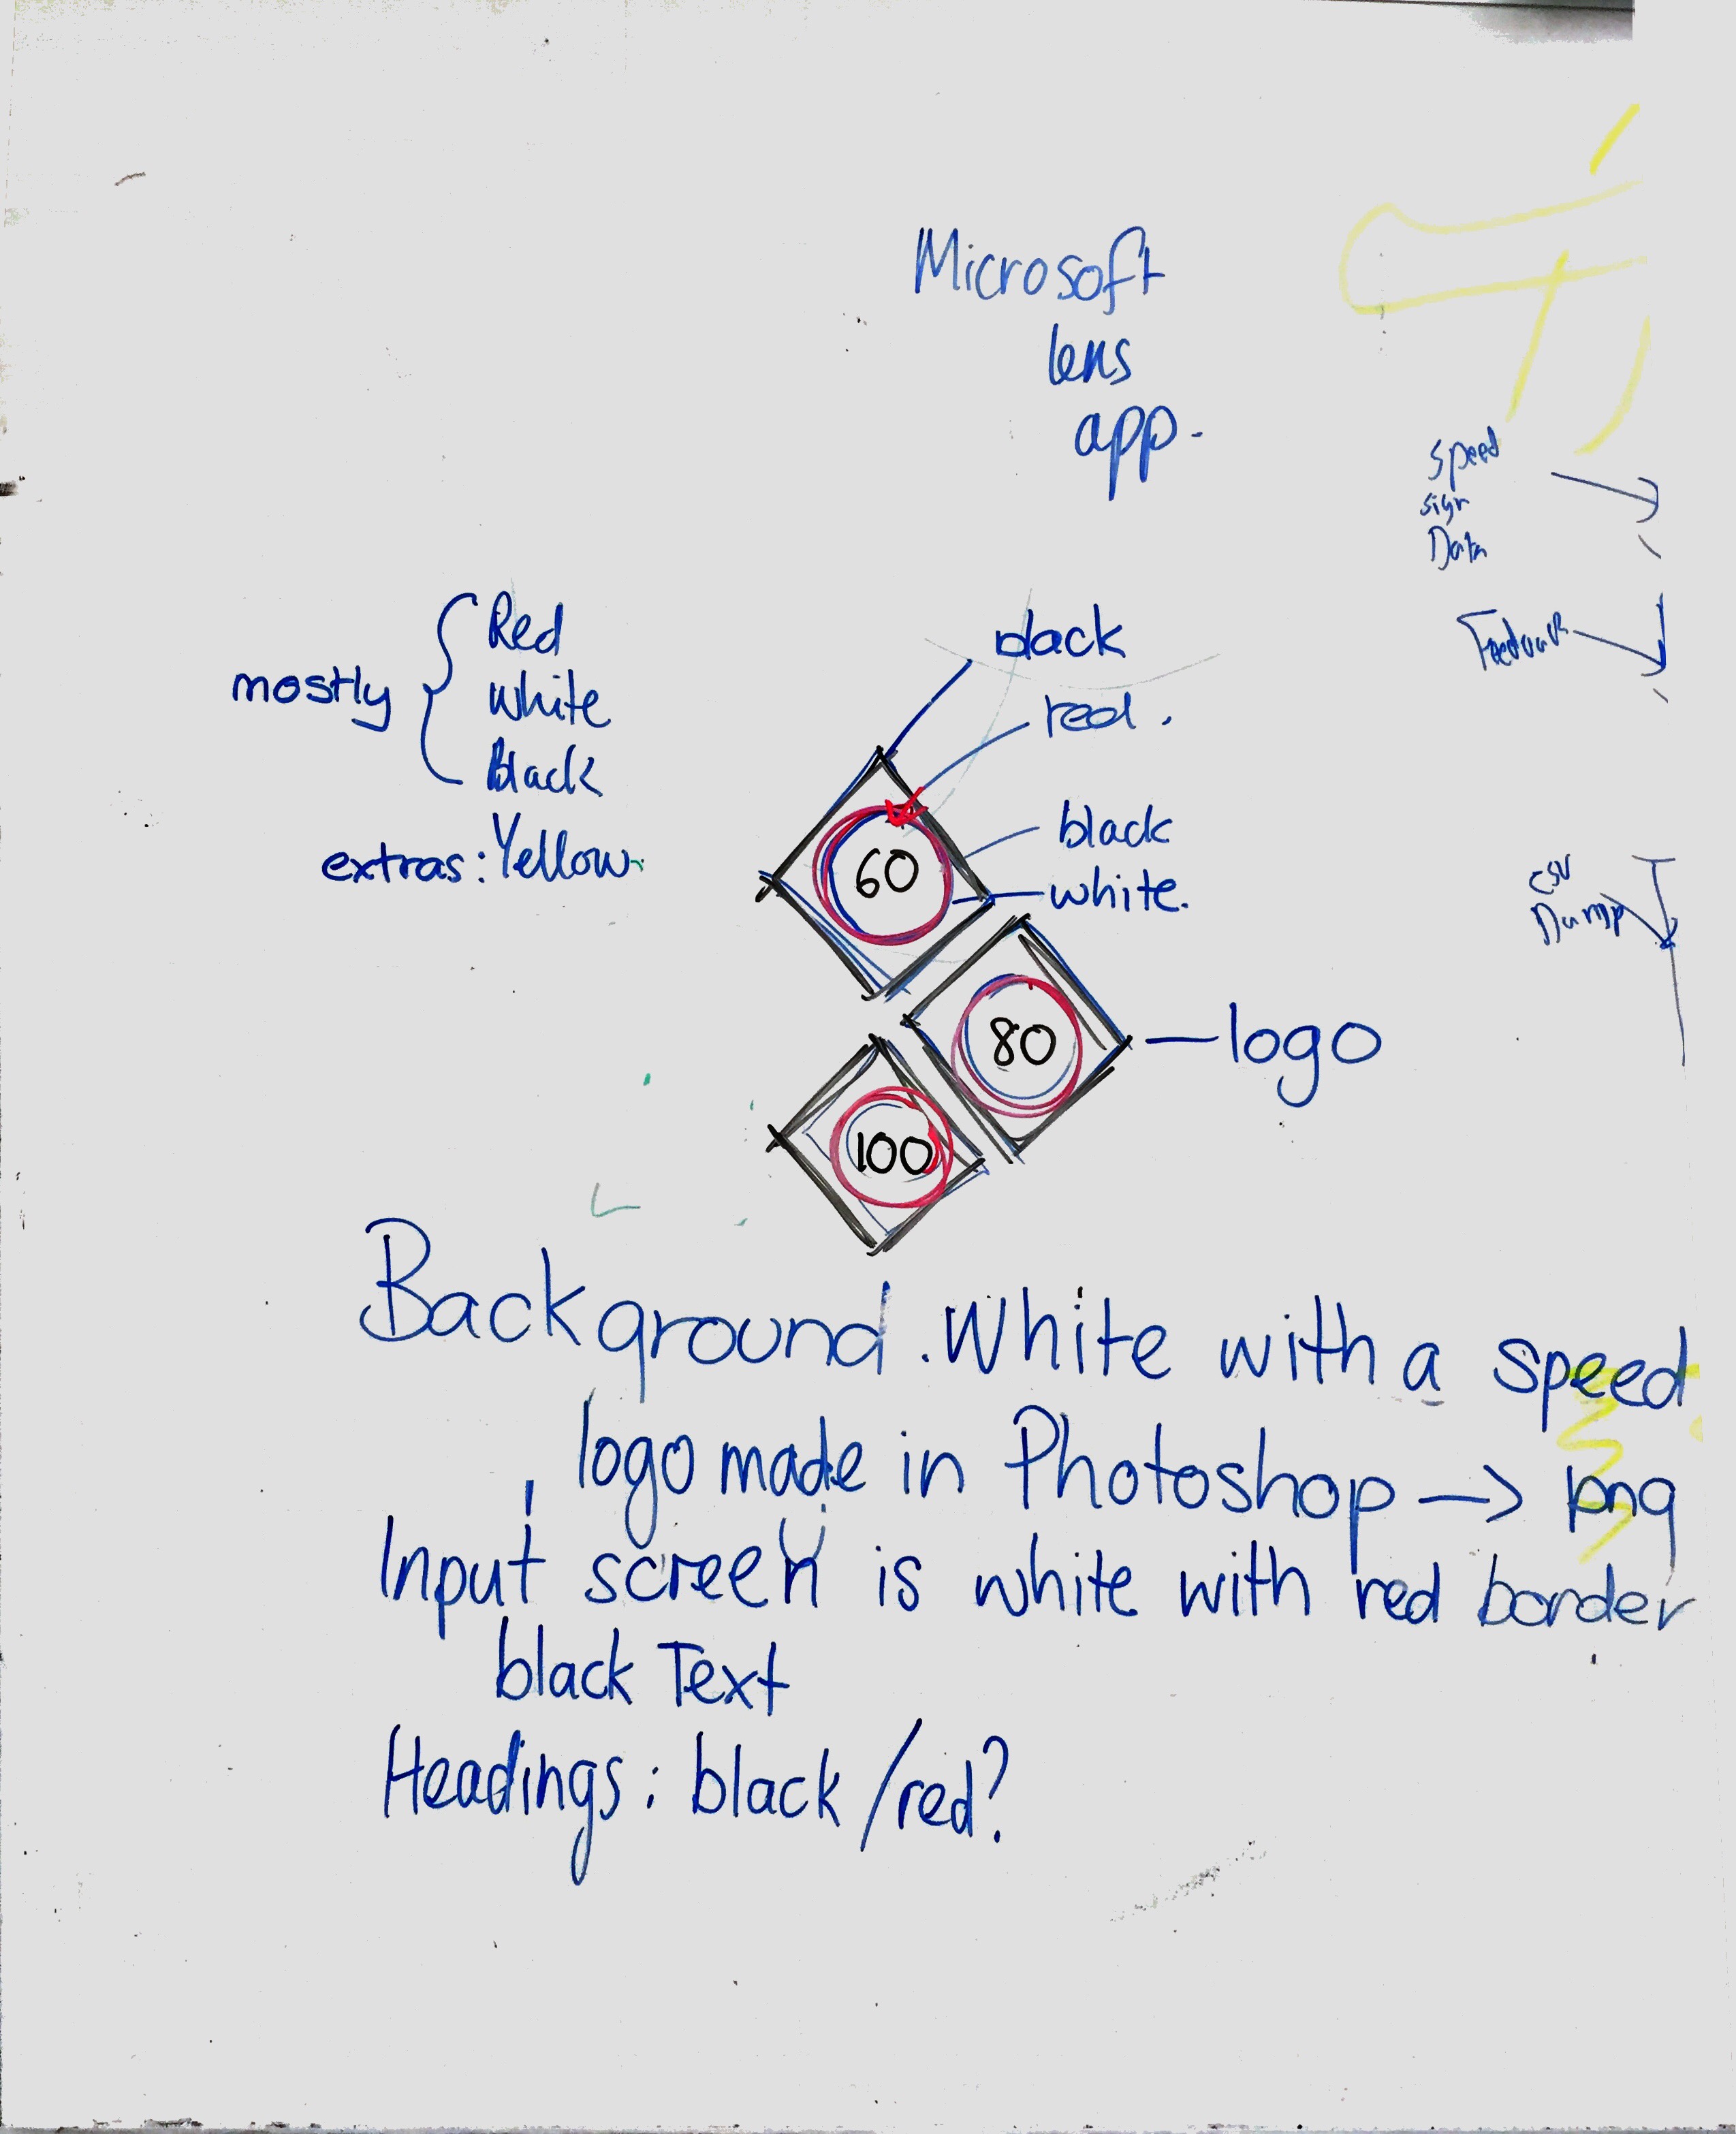 Microsoft
lens
app.
Speed
sign
Data
Feedback
mostly
Red
white
Black
extras: Yellow
black
red.
black
white.
60
80
100
logo
CSV
Dump
Background. White with a speed
logo made in Photoshop -> png
Input screen is white with red border
black Text
Headings: black/red?